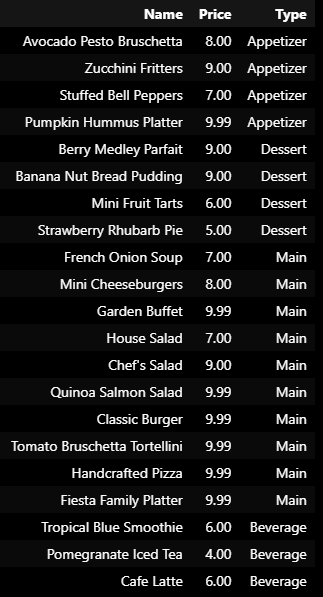 Name Price Type
Avocado Pesto Bruschetta 8.00 Appetizer
Zucchini Fritters 9.00 Appetizer
Stuffed Bell Peppers 7.00 Appetizer
Pumpkin Hummus Platter 9.99 Appetizer
Berry Medley Parfait 9.00 Dessert
Banana Nut Bread Pudding 9.00 Dessert
Mini Fruit Tarts 6.00 Dessert
Strawberry Rhubarb Pie 5.00 Dessert
French Onion Soup 7.00 Main
Mini Cheeseburgers 8.00 Main
Garden Buffet 9.99 Main
House Salad 7.00 Main
Chef's Salad 9.00 Main
Quinoa Salmon Salad 9.99 Main
Classic Burger 9.99 Main
Tomato Bruschetta Tortellini 9.99 Main
Handcrafted Pizza 9.99 Main
Fiesta Family Platter 9.99 Main
Tropical Blue Smoothie 6.00 Beverage
Pomegranate Iced Tea 4.00 Beverage
Cafe Latte 6.00 Beverage